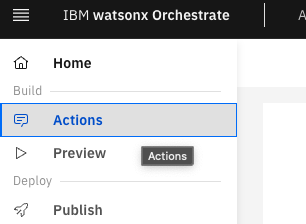 IBM watsonx Orchestrate
Home
Build
Actions
Preview
Actions
Deploy
Publish